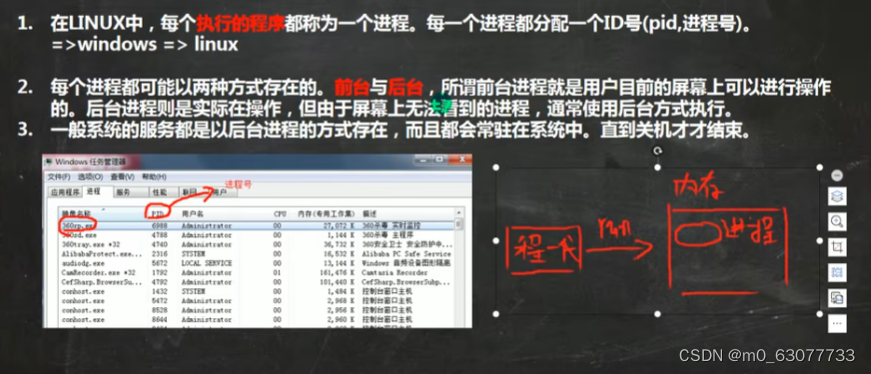 1. 在LINUX中，每个执行的程序都称为一个进程。每一个进程都分配一个ID号(pid,进程号)。
=>windows => linux
2. 每个进程都可能以两种方式存在的。前台与后台，所谓前台进程就是用户目前的屏幕上可以进行操作
的。后台进程则是实际在操作，但由于屏幕上无法看到的进程，通常使用后台方式执行。
3. 一般系统的服务都是以后台进程的方式存在，而且都会常驻在系统中。直到关机才才结束。
Windows 任务管理器
文件(F) 选项(O) 查看(V) 帮助(H)
进程号
应用程序 进程 服务 性能 联网 用户
映像名称 PID 用户名 CPU 内存(专用工作集) 描述
360rp.exe 6988 Administrator 00 27,072 K 360杀毒 实时监控
360sd.exe 4788 Administrator 00 1,144 K 360杀毒 主程序
360tray.exe *32 4740 Administrator 00 36,732 K 360安全卫士 安全防护中...
AlibabaProtect.exe... 2316 SYSTEM 00 16,532 K Alibaba PC Safe Service
audiodg.exe 5672 LOCAL SERVICE 00 13,144 K Windows 音频设备图形隔离
CamRecorder.exe *32 1792 Administrator 01 161,476 K Camtasia Recorder
CefSharp.BrowserSu... 4792 Administrator 00 101,440 K CefSharp.BrowserSubp...
conhost.exe 1432 SYSTEM 00 1,484 K 控制台窗口主机
conhost.exe 5472 Administrator 00 2,968 K 控制台窗口主机
conhost.exe 8528 Administrator 00 2,956 K 控制台窗口主机
conhost.exe 8644 Administrator 00 2,960 K 控制台窗口主机
内存
run
进程
CSDN @m0_63077733